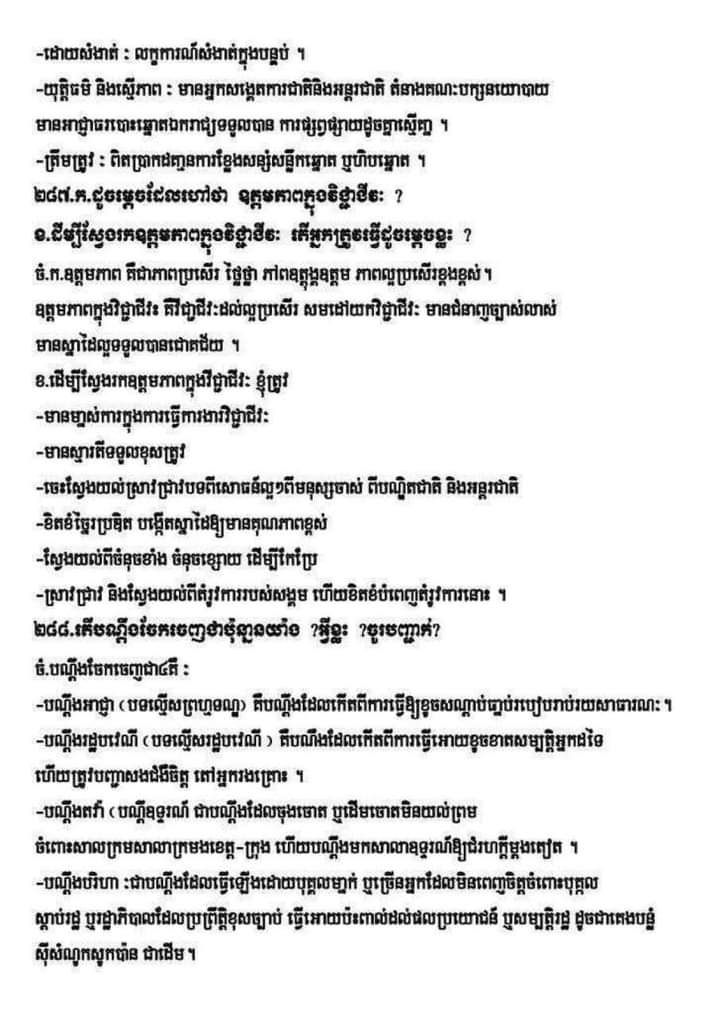 -ដោយសំងាត់ : លក្ខការណ៍សំងាត់ក្នុងបន្ទប់ ។
-យុត្តិធម៌ និងស្មើភាព : មានអ្នកសង្កេតការជាតិនិងអន្តរជាតិ តំនាងគណៈបក្សនយោបាយ
មានអាជ្ញាធរបោះឆ្នោតឯករាជ្យទទួលបាន ការផ្សព្វផ្សាយដូចគ្នាស្មើគ្នា ។
-ត្រឹមត្រូវ : ពិតប្រាកដគ្មានការខ្លែងសន្សំសន្លឹកឆ្នោត ឬហិបឆ្នោត ។
២៨៧.ក.ដូចម្ដេចដែលហៅថា ឧត្តមភាពក្នុងវិជ្ជាជីវៈ ?
ខ.ដើម្បីស្វែងរកឧត្តមភាពក្នុងវិជ្ជាជីវៈ តើអ្នកត្រូវធ្វើដូចម្ដេចខ្លះ ?
ចំ.ក.ឧត្តមភាព គឺជាភាពប្រសើរ ថ្លៃថ្លា ភាពឧត្តុង្គឧត្តម ភាពល្អប្រសើរខ្ពង់ខ្ពស់ ។
ឧត្តមភាពក្នុងវិជ្ជាជីវះ គឺវិជ្ជាជីវៈដល់ល្អប្រសើរ សមដៅយកវិជ្ជាជីវៈ មានជំនាញច្បាស់លាស់
មានស្នាដៃល្អទទួលបានជោគជ័យ ។
ខ.ដើម្បីស្វែងរកឧត្តមភាពក្នុងវិជ្ជាជីវៈ ខ្ញុំត្រូវ
-មានម្ចាស់ការក្នុងការធ្វើការងារវិជ្ជាជីវៈ
-មានស្មារតីទទួលខុសត្រូវ
-ចេះស្វែងយល់ស្រាវជ្រាវបទពីសោធន៍ល្អៗពីមនុស្សចាស់ ពីបណ្ឌិតជាតិ និងអន្តរជាតិ
-ខិតខំច្នៃរប្រឌិត បង្កើតស្នាដៃឱ្យមានគុណភាពខ្ពស់
-ស្វែងយល់ពីចំនុចខាំង ចំនុចខ្សោយ ដើម្បីកែប្រែ
-ស្រាវជ្រាវ និងស្វែងយល់ពីតំរូវការរបស់សង្គម ហើយខិតខំបំពេញតំរូវការនោះ ។
២៨៨.តើបណ្ដឹងចែកចេញជាប៉ុន្មានយ៉ាង ?អ្វីខ្លះ ?ចូរបញ្ជាក់?
ចំ.បណ្ដឹងចែកចេញជា៤គឺ :
-បណ្ដឹងអាជ្ញា (បទល្មើសព្រហ្មទណ្ឌ) គឺបណ្ដឹងដែលកើតពីការធ្វើឱ្យខូចសណ្ដាប់ធ្នាប់របៀបរាប់រយសាធារណៈ ។
-បណ្ដឹងរដ្ឋបវេណី (បទល្មើសរដ្ឋបវេណី ) គឺបណឹងដែលកើតពីការធ្វើអោយខូចខាតសម្បត្តិអ្នកដទៃ
ហើយត្រូវបញ្ជាសងជំងឺចិត្ត តៅអ្នករងគ្រោះ ។
-បណ្ដឹងតវ៉ា (បណ្ដឹឧទ្ធរណ៍ ជាបណ្ដឹងដែលចុងចោត ឬដើមចោតមិនយល់ព្រម
ចំពោះសាលក្រមសាលាក្រមងខេត្ត-ក្រុង ហើយបណ្ដឹងមកសាលាឧទ្ធរណ៍ឱ្យជំរហក្ដីម្ដងតៀត ។
-បណ្ដឹងបរិហា :ជាបណ្ដឹងដែលធ្វើឡើងដោយបុគ្គលម្នាក់ ឬច្រើនអ្នកដែលមិនពេញចិត្តចំពោះបុគ្គល
ស្ដាប់រដ្ឋ ឬរដ្ឋាភិបាលដែលប្រព្រឹត្តិខុសច្បាប់ ធ្វើអោយប៉ះពាល់ដល់ផលប្រយោជន៍ ឬសម្បត្តិរដ្ឋ ដូចជាគេងបន្លំ
ស៊ីសំណូកសូកប៉ាន ជាដើម ។